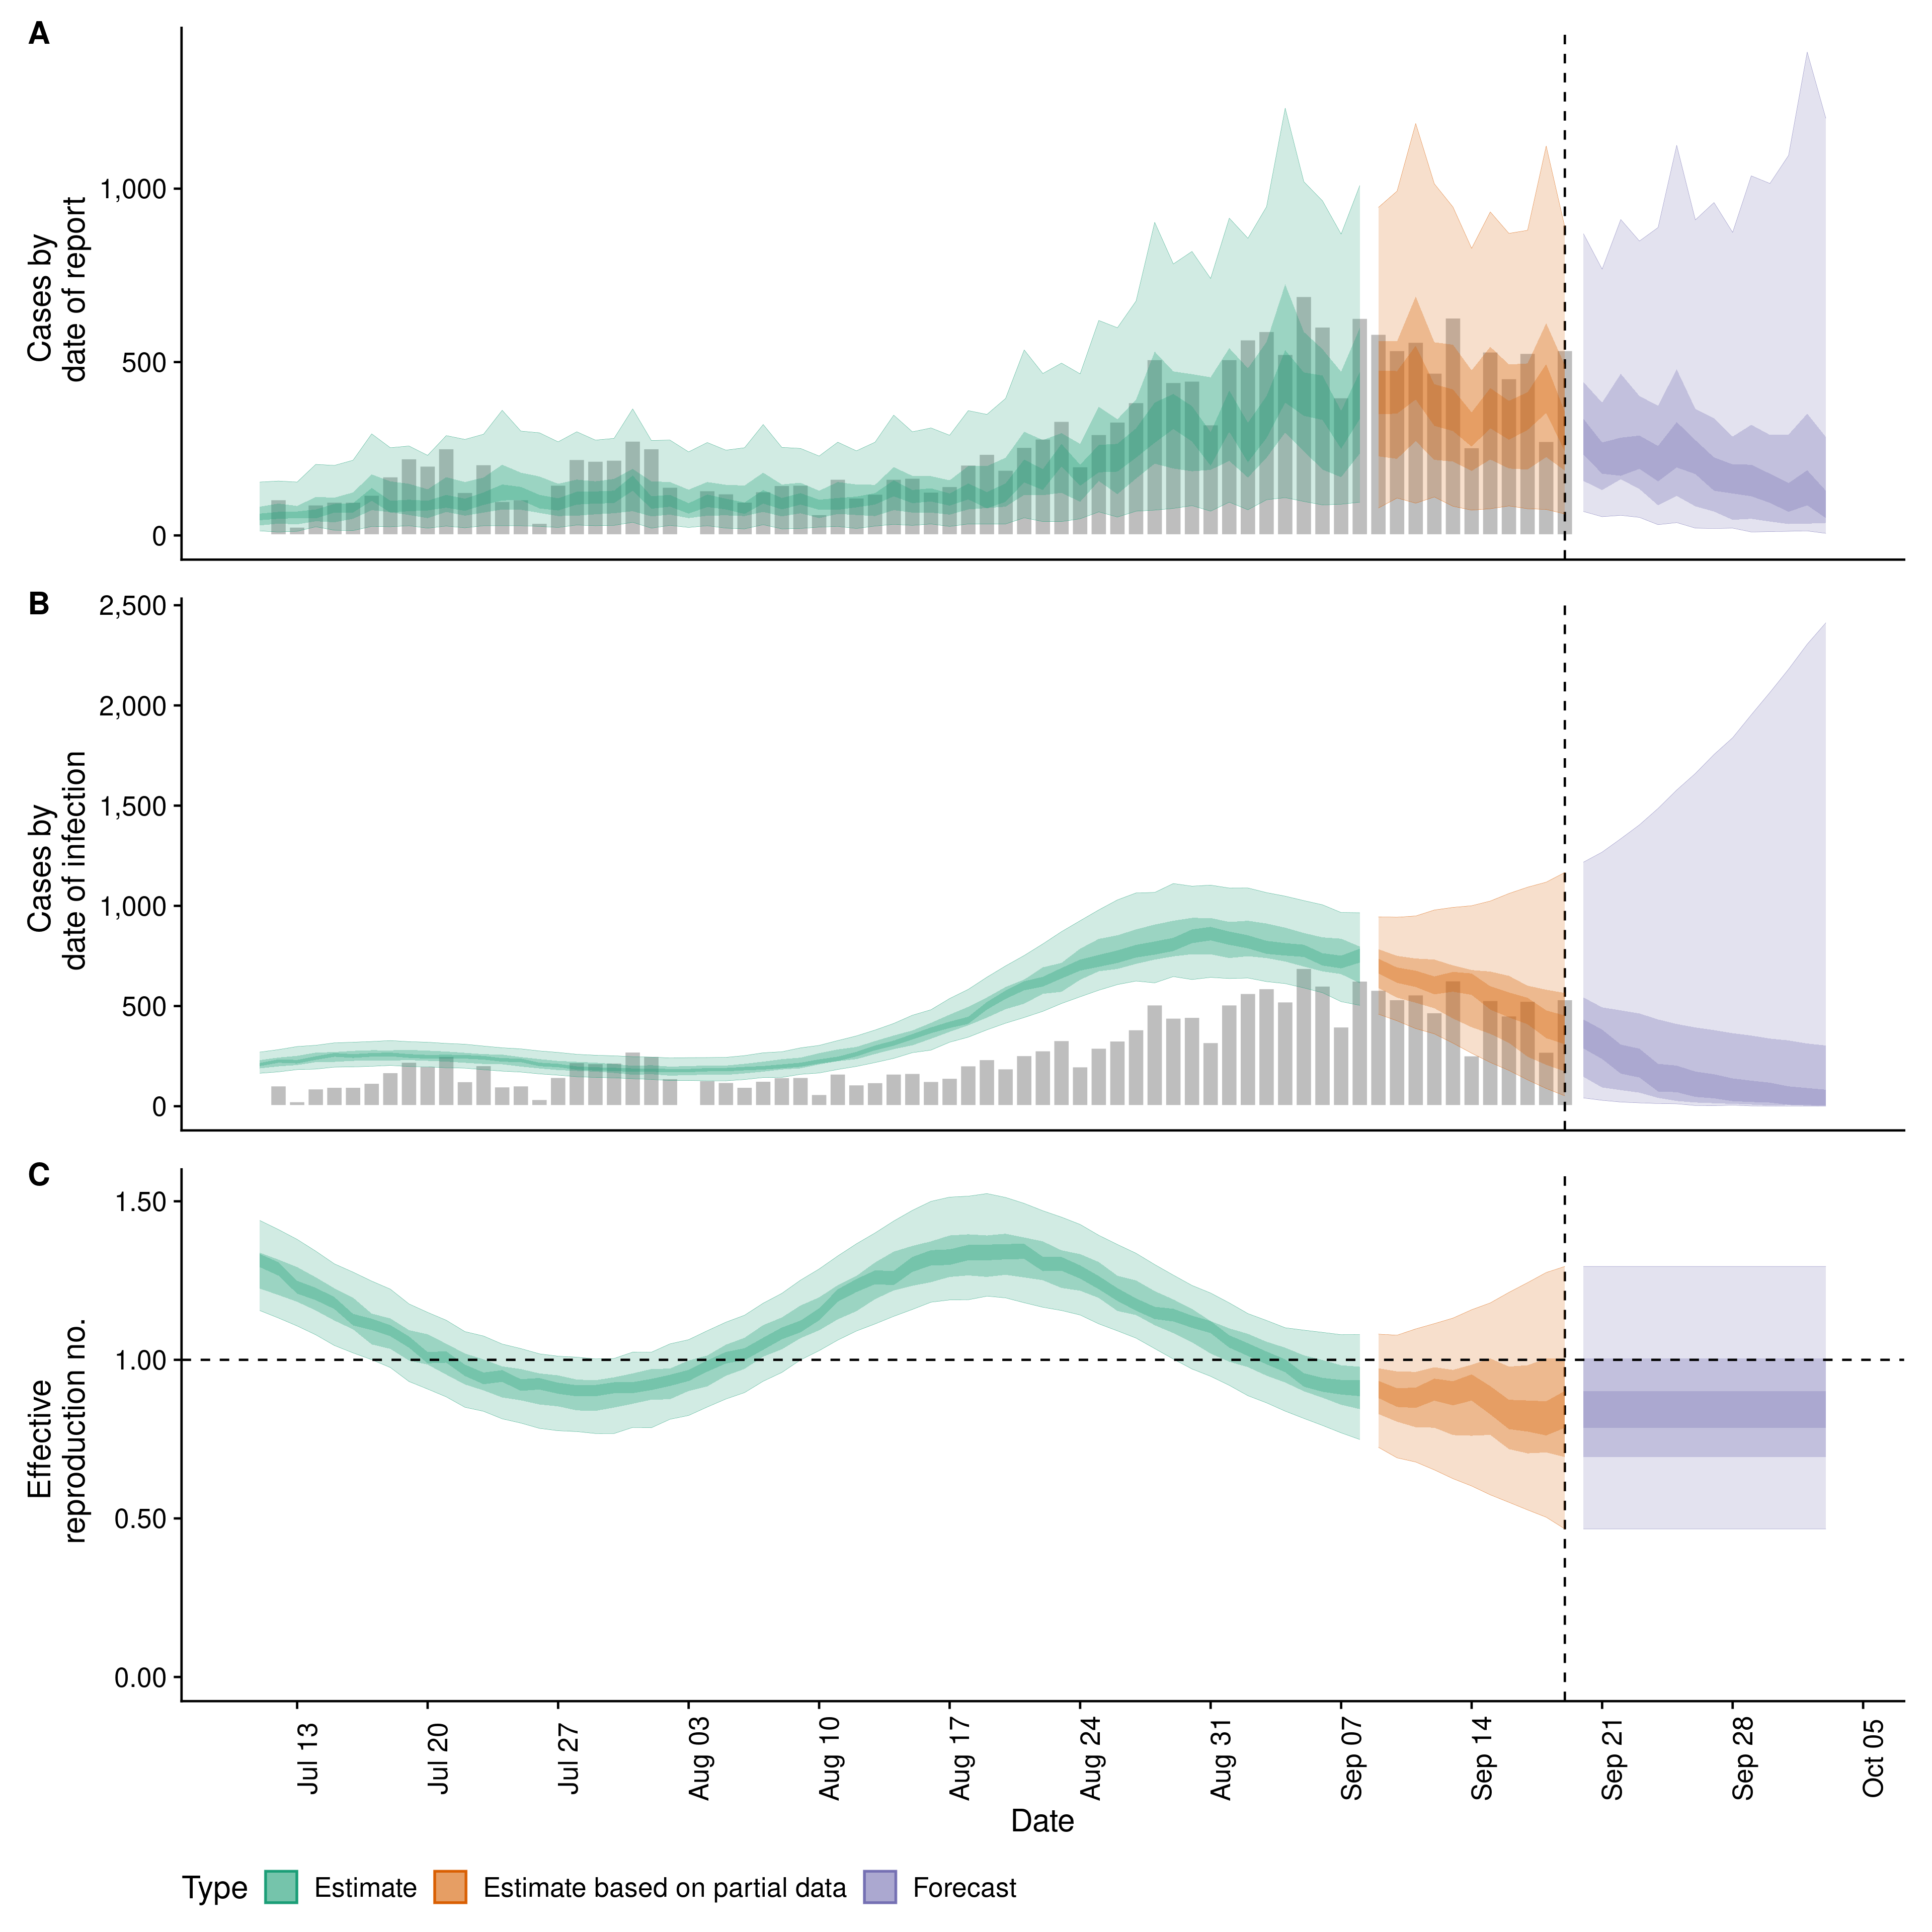 A
Cases by
date of report
1,000
500
0
B
Cases by
date of infection
2,500
2,000
1,500
1,000
500
0
C
Effective
reproduction no.
1.50
1.00
0.50
0.00
Jul 13
Jul 20
Jul 27
Aug 03
Aug 10
Aug 17
Aug 24
Aug 31
Sep 07
Sep 14
Sep 21
Sep 28
Oct 05
Date
Type Estimate Estimate based on partial data Forecast